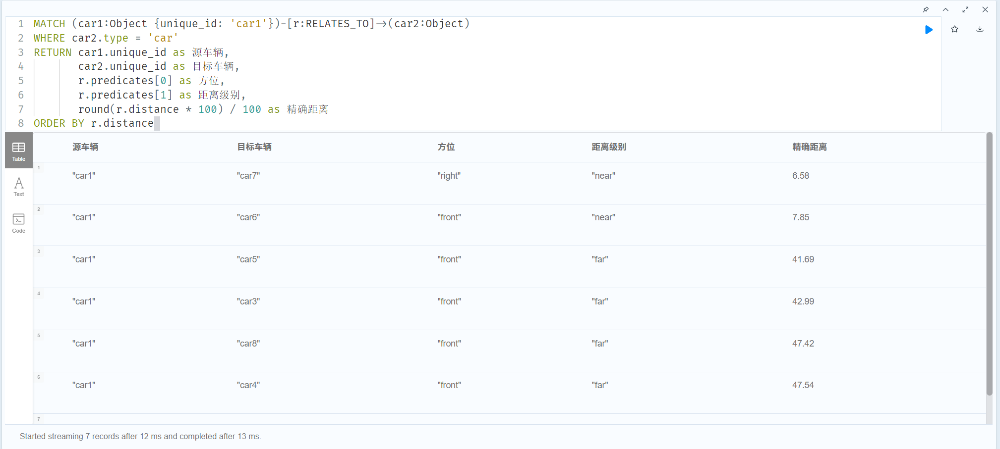 1 MATCH (car1:Object {unique_id: 'car1'})-[r:RELATES_TO]->(car2:Object)
2 WHERE car2.type = 'car'
3 RETURN car1.unique_id as 源车辆,
4 car2.unique_id as 目标车辆,
5 r.predicates[0] as 方位,
6 r.predicates[1] as 距离级别,
7 round(r.distance * 100) / 100 as 精确距离
8 ORDER BY r.distance
Table
Text
Code
源车辆 目标车辆 方位 距离级别 精确距离
1 "car1" "car7" "right" "near" 6.58
2 "car1" "car6" "front" "near" 7.85
3 "car1" "car5" "front" "far" 41.69
4 "car1" "car3" "front" "far" 42.99
5 "car1" "car8" "front" "far" 47.42
6 "car1" "car4" "front" "far" 47.54
7
Started streaming 7 records after 12 ms and completed after 13 ms.